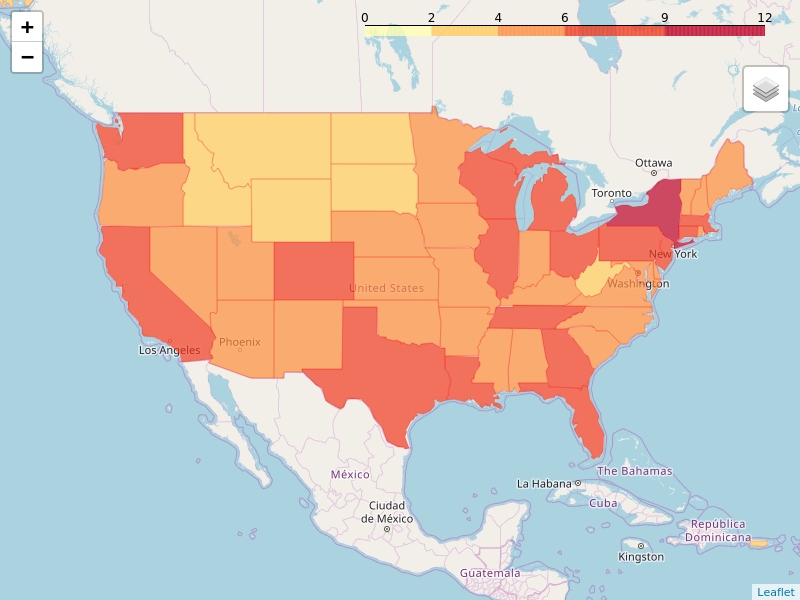 +
−
0 2 4 6 9 12
Ottawa
Toronto
New York
Washington
United States
Phoenix
Los Angeles
México
La Habana
The Bahamas
Cuba
Ciudad
de México
República
Dominicana
Kingston
Guatemala
Leaflet